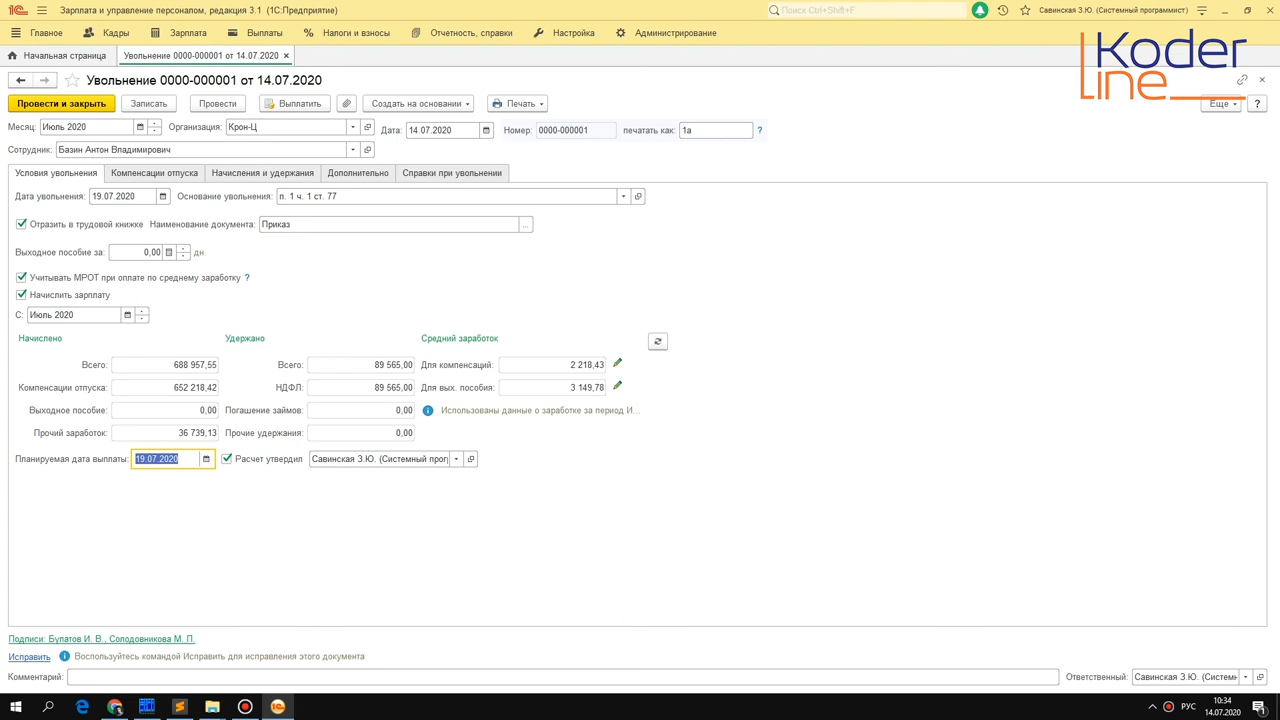 1С Зарплата и управление персоналом, редакция 3.1 (1С:Предприятие) Поиск Ctrl+Shift+F Савинская З.Ю. (Системный программист)
Главное Кадры Зарплата Выплаты Налоги и взносы Отчетность, справки Настройка Администрирование
Начальная страница Увольнение 0000-000001 от 14.07.2020 ×
Koder
line
Увольнение 0000-000001 от 14.07.2020
Провести и закрыть Записать Провести Выплатить Создать на основании Печать Еще ?
Месяц: Июль 2020 Организация: Крон-Ц Дата: 14.07.2020 Номер: 0000-000001 печатать как: 1а ?
Сотрудник: Базин Антон Владимирович
Условия увольнения Компенсации отпуска Начисления и удержания Дополнительно Справки при увольнении
Дата увольнения: 19.07.2020 Основание увольнения: п. 1 ч. 1 ст. 77
Отразить в трудовой книжке Наименование документа: Приказ ...
Выходное пособие за: 0,00 дн.
Учитывать МРОТ при оплате по среднему заработку ?
Начислить зарплату
С: Июль 2020
Начислено Удержано Средний заработок
Всего: 688 957,55 Всего: 89 565,00 Для компенсаций: 2 218,43
Компенсации отпуска: 652 218,42 НДФЛ: 89 565,00 Для вых. пособия: 3 149,78
Выходное пособие: 0,00 Погашение займов: 0,00 Использованы данные о заработке за период И...
Прочий заработок: 36 739,13 Прочие удержания: 0,00
Планируемая дата выплаты: 19.07.2020 Расчет утвердил Савинская З.Ю. (Системный прог
Подписи: Булатов И. В., Солодовникова М. П.
Исправить Воспользуйтесь командой Исправить для исправления этого документа
Комментарий: Ответственный: Савинская З.Ю. (Систем
РУС 10:34
14.07.2020 1